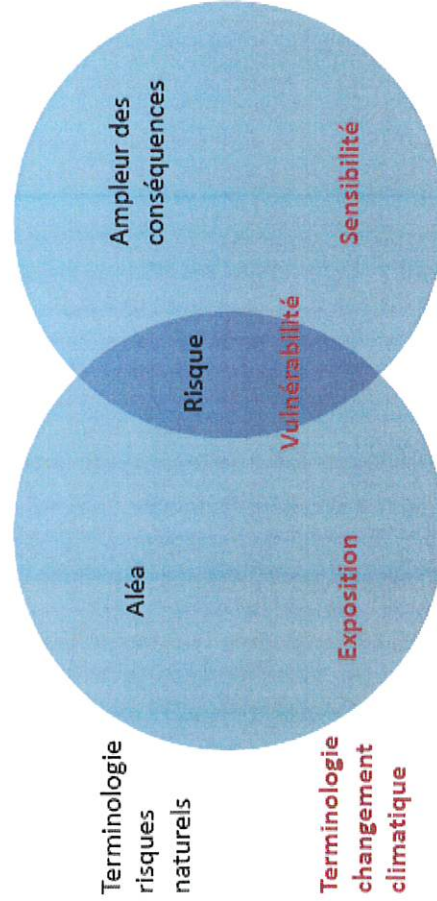 Terminologie
risques
naturels
Aléa
Risque
Ampleur des
conséquences
Terminologie
changement
climatique
Exposition
Vulnérabilité
Sensibilité